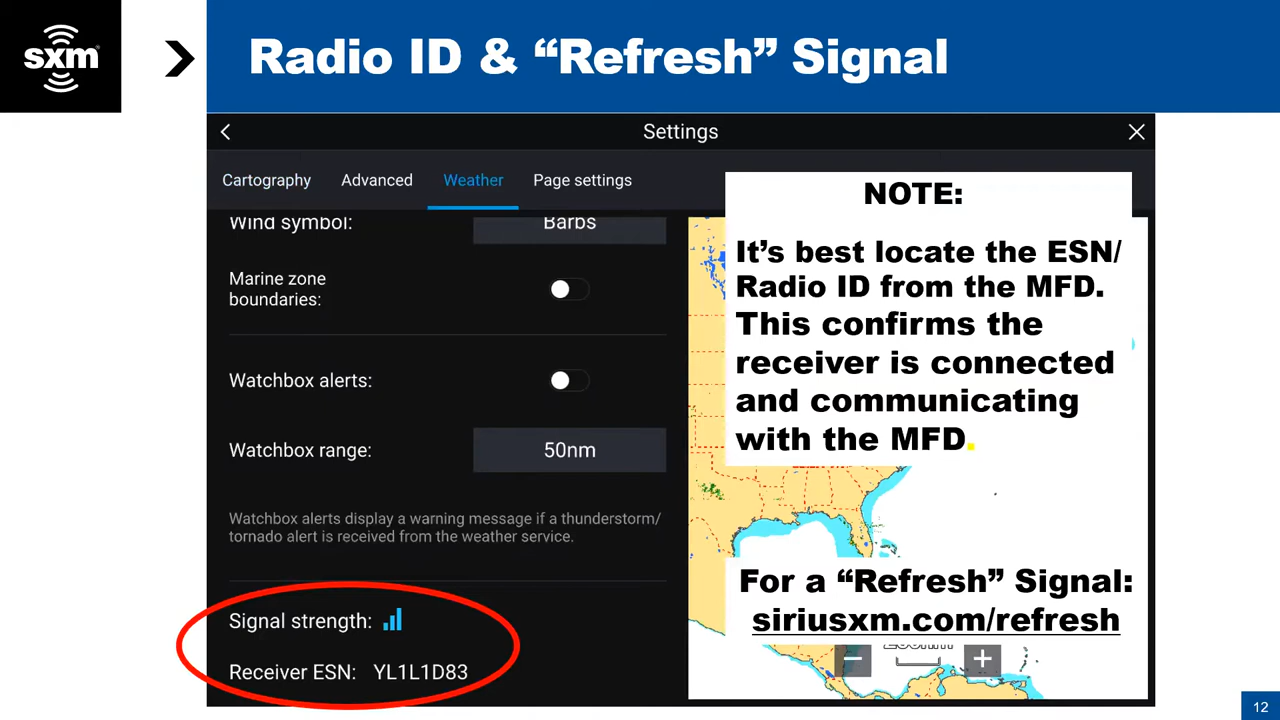 sxm
Radio ID & “Refresh” Signal
Settings
Cartography Advanced Weather Page settings
Wind symbol: Barbs
Marine zone
boundaries:
Watchbox alerts:
Watchbox range: 50nm
Watchbox alerts display a warning message if a thunderstorm/
tornado alert is received from the weather service.
Signal strength:
Receiver ESN: YL1L1D83
NOTE:
It’s best locate the ESN/
Radio ID from the MFD.
This confirms the
receiver is connected
and communicating
with the MFD.
For a “Refresh” Signal:
siriusxm.com/refresh
12